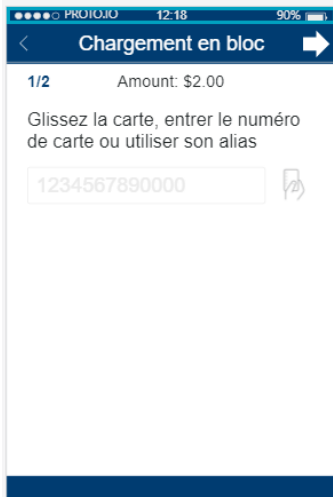 PROTO.IO 12:18 90%
Chargement en bloc
1/2 Amount: $2.00
Glissez la carte, entrer le numéro
de carte ou utiliser son alias
1234567890000